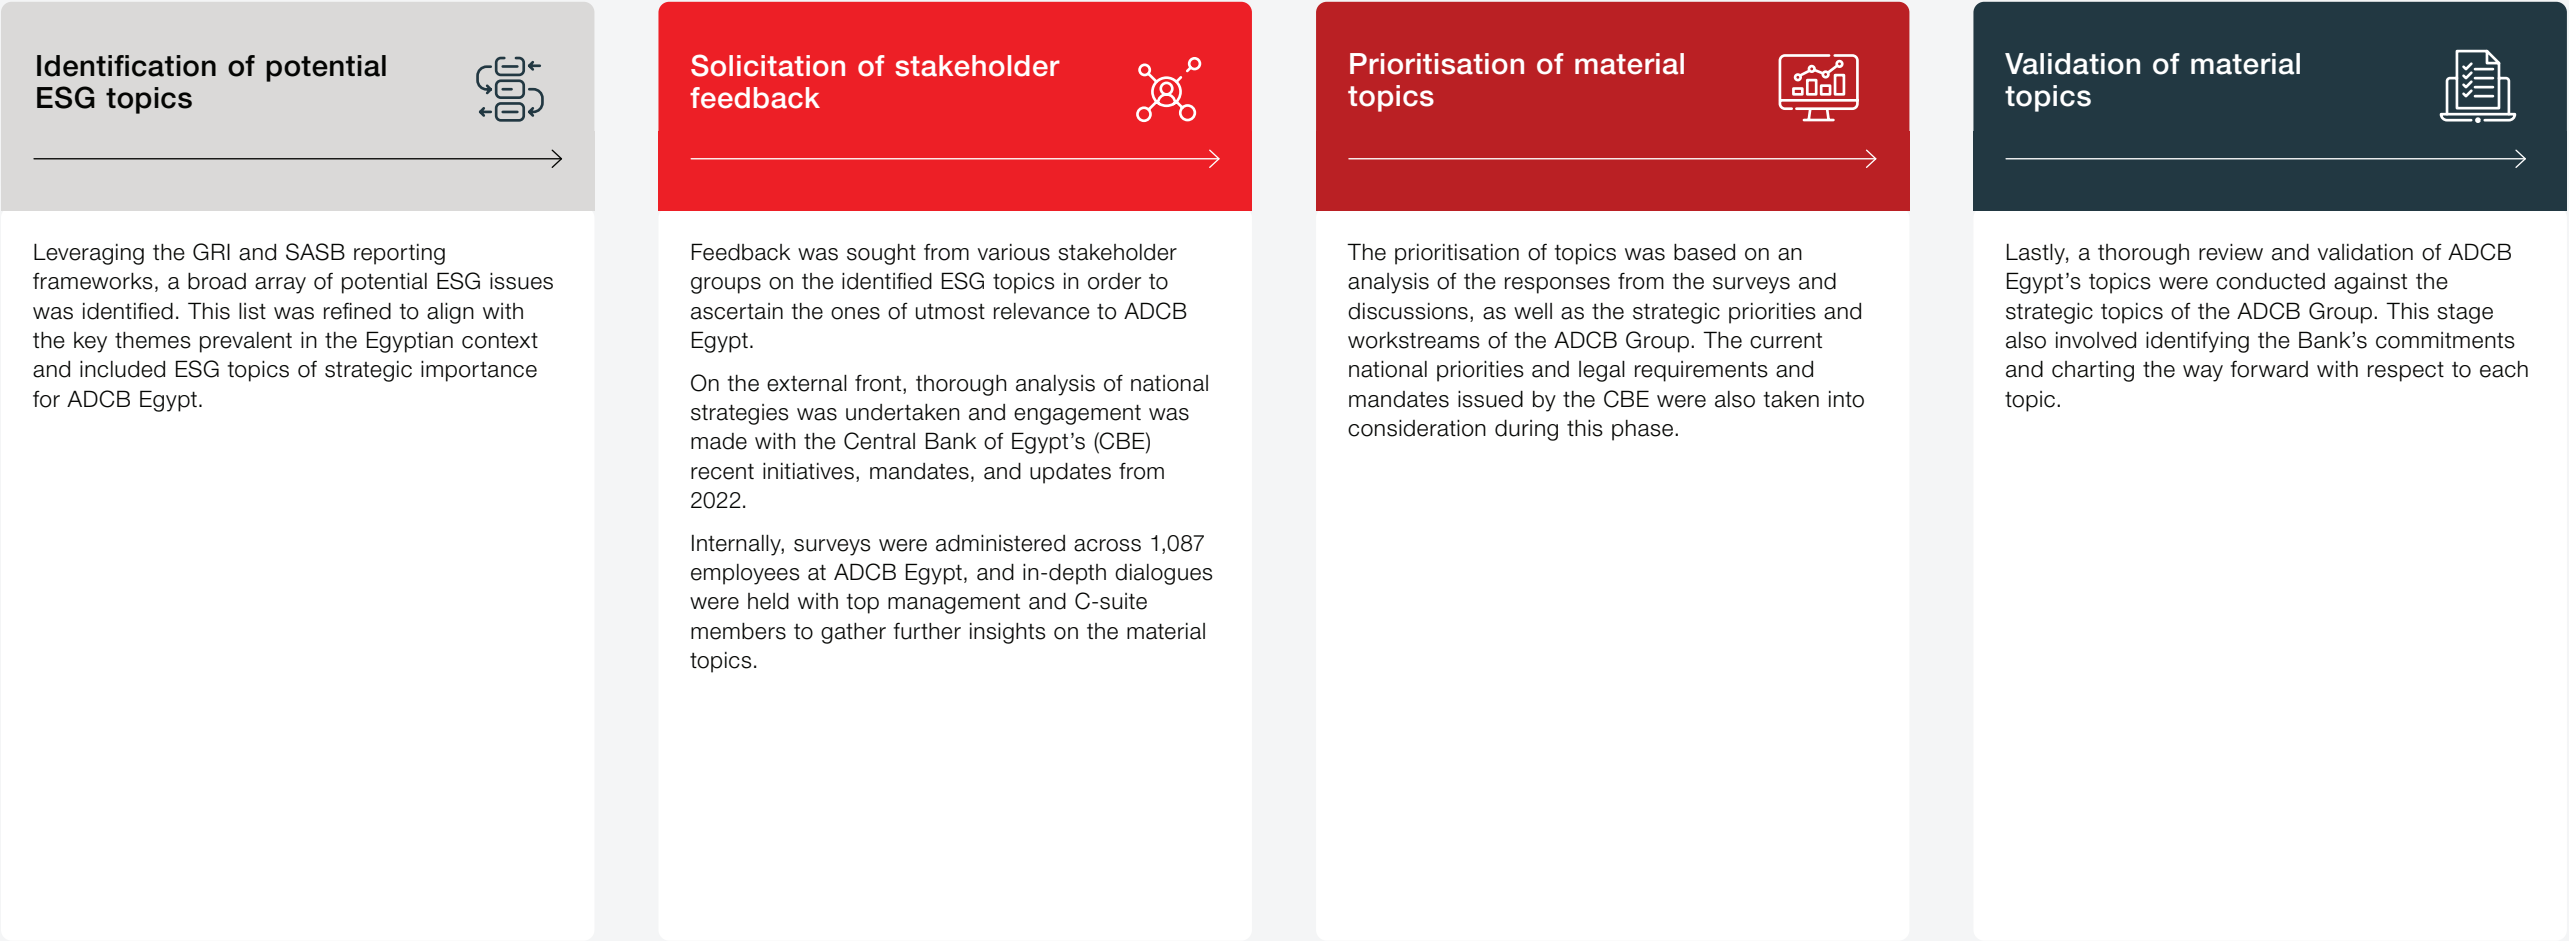 Identification of potential
ESG topics
Leveraging the GRI and SASB reporting
frameworks, a broad array of potential ESG issues
was identified. This list was refined to align with
the key themes prevalent in the Egyptian context
and included ESG topics of strategic importance
for ADCB Egypt.
Solicitation of stakeholder
feedback
Feedback was sought from various stakeholder
groups on the identified ESG topics in order to
ascertain the ones of utmost relevance to ADCB
Egypt.
On the external front, thorough analysis of national
strategies was undertaken and engagement was
made with the Central Bank of Egypt’s (CBE)
recent initiatives, mandates, and updates from
2022.
Internally, surveys were administered across 1,087
employees at ADCB Egypt, and in-depth dialogues
were held with top management and C-suite
members to gather further insights on the material
topics.
Prioritisation of material
topics
The prioritisation of topics was based on an
analysis of the responses from the surveys and
discussions, as well as the strategic priorities and
workstreams of the ADCB Group. The current
national priorities and legal requirements and
mandates issued by the CBE were also taken into
consideration during this phase.
Validation of material
topics
Lastly, a thorough review and validation of ADCB
Egypt’s topics were conducted against the
strategic topics of the ADCB Group. This stage
also involved identifying the Bank’s commitments
and charting the way forward with respect to each
topic.